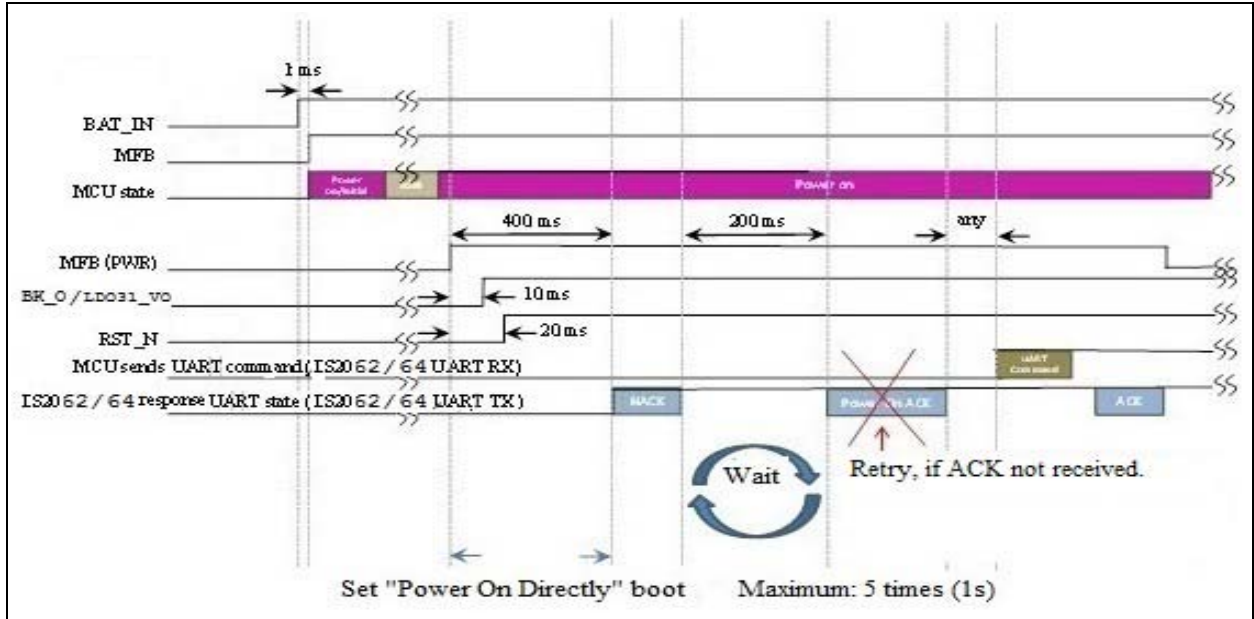 1 ms
BAT_IN
MFB
MCU state
Power
Power on
400 ms
200 ms
any
MFB (PWR)
BK_O / LDO31_VO
10 ms
RST_N
20 ms
MCU sends UART command ( IS2062 / 64 UART RX)
UART
Command
IS2062 / 64 response UART state ( IS2062 / 64 UART TX )
NACK
Power On ACK
ACK
Wait
Retry, if ACK not received.
Set "Power On Directly" boot
Maximum: 5 times (1s)